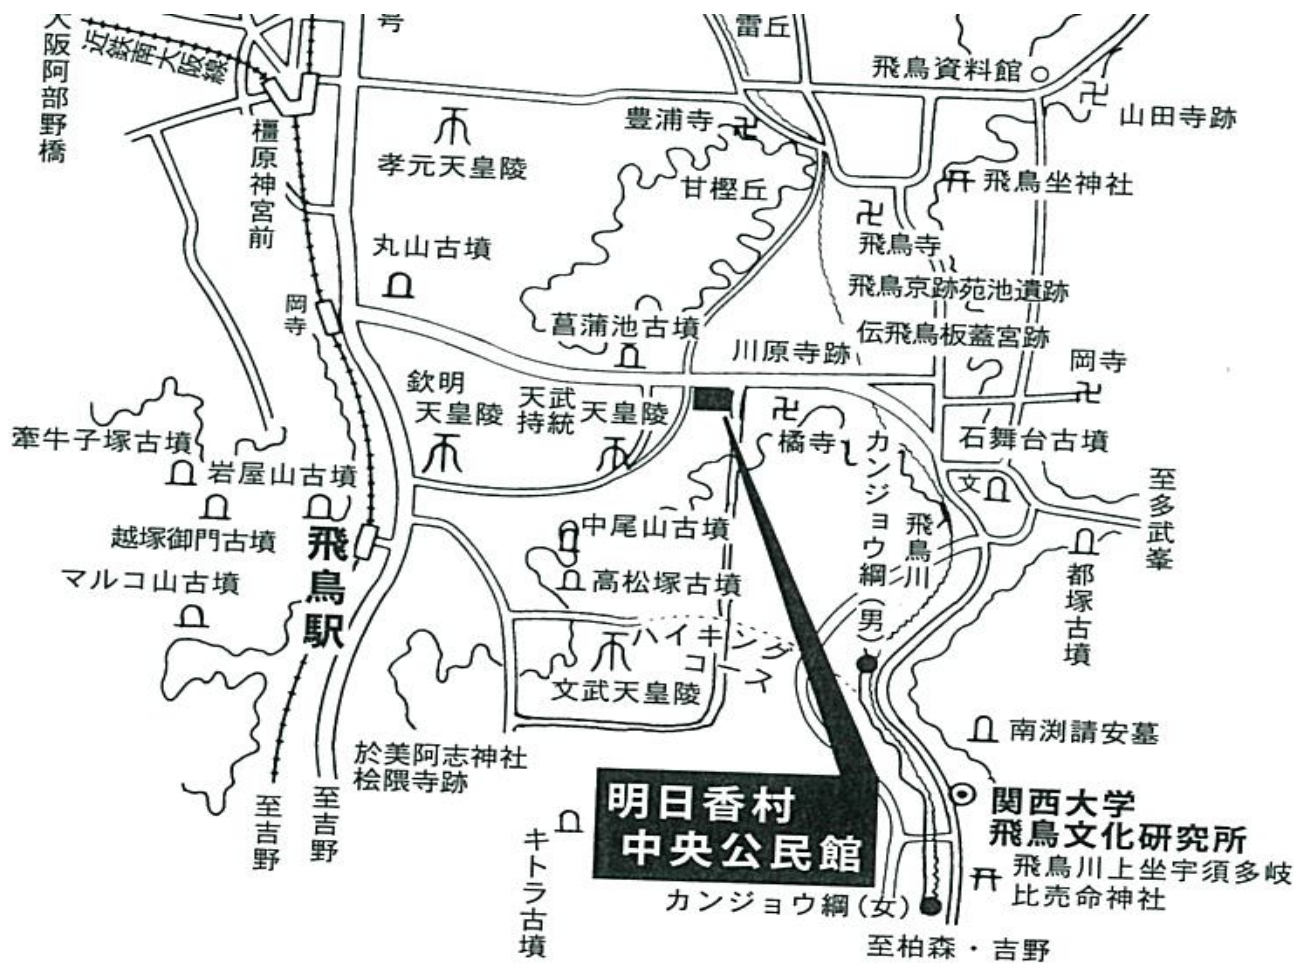 号
雷丘
大阪阿部野橋
近鉄南大阪線
飛鳥資料館
山田寺跡
豊浦寺
橿原神宮前
孝元天皇陵
甘樫丘
飛鳥坐神社
飛鳥寺
丸山古墳
飛鳥京跡苑池遺跡
岡寺
菖蒲池古墳
川原寺跡
伝飛鳥板蓋宮跡
岡寺
欽明
天皇陵
天武
持統
天皇陵
橘寺
カンジョウ綱(男)
石舞台古墳
牽牛子塚古墳
岩屋山古墳
文
至多武峯
越塚御門古墳
飛鳥駅
中尾山古墳
飛鳥川
マルコ山古墳
高松塚古墳
都塚古墳
ハイキング
コース
文武天皇陵
南渕請安墓
於美阿志神社
桧隈寺跡
至吉野
至吉野
明日香村
中央公民館
関西大学
飛鳥文化研究所
キトラ古墳
飛鳥川上坐宇須多岐
比売命神社
カンジョウ綱(女)
至柏森・吉野